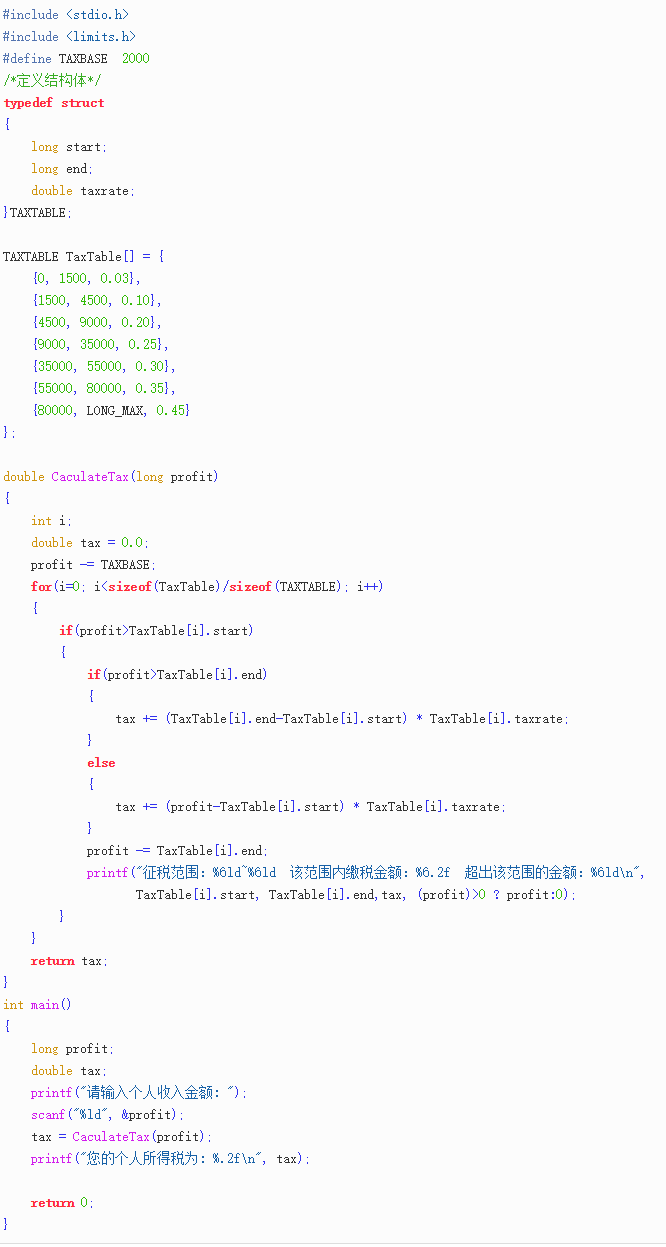 #include <stdio.h>
#include <limits.h>
#define TAXBASE  2000
/*定义结构体*/
typedef struct
{
    long start;
    long end;
    double taxrate;
}TAXTABLE;

TAXTABLE TaxTable[] = {
    {0, 1500, 0.03},
    {1500, 4500, 0.10},
    {4500, 9000, 0.20},
    {9000, 35000, 0.25},
    {35000, 55000, 0.30},
    {55000, 80000, 0.35},
    {80000, LONG_MAX, 0.45}
};

double CaculateTax(long profit)
{
    int i;
    double tax = 0.0;
    profit -= TAXBASE;
    for(i=0; i<sizeof(TaxTable)/sizeof(TAXTABLE); i++)
    {
        if(profit>TaxTable[i].start)
        {
            if(profit>TaxTable[i].end)
            {
                tax += (TaxTable[i].end-TaxTable[i].start) * TaxTable[i].taxrate;
            }
            else
            {
                tax += (profit-TaxTable[i].start) * TaxTable[i].taxrate;
            }
            profit -= TaxTable[i].end;
            printf("征税范围：%6ld~%6ld  该范围内缴税金额：%6.2f  超出该范围的金额：%6ld\n",
                   TaxTable[i].start, TaxTable[i].end,tax, (profit)>0 ? profit:0);
        }
    }
    return tax;
}
int main()
{
    long profit;
    double tax;
    printf("请输入个人收入金额：");
    scanf("%ld", &profit);
    tax = CaculateTax(profit);
    printf("您的个人所得税为：%.2f\n", tax);

    return 0;
}